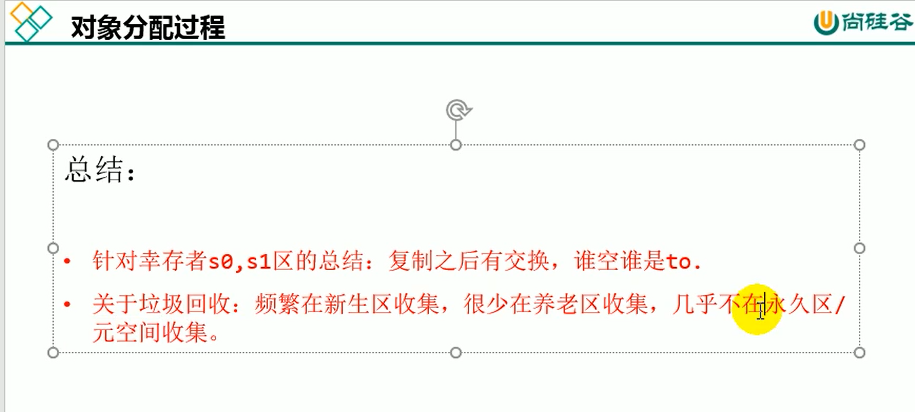 对象分配过程
尚硅谷
总结：
• 针对幸存者s0,s1区的总结：复制之后有交换，谁空谁是to.
• 关于垃圾回收：频繁在新生区收集，很少在养老区收集，几乎不在永久区/
元空间收集。